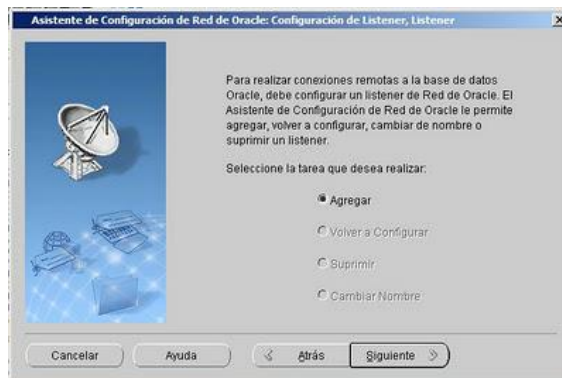 Asistente de Configuración de Red de Oracle: Configuración de Listener, Listener
Para realizar conexiones remotas a la base de datos
Oracle, debe configurar un listener de Red de Oracle. El
Asistente de Configuración de Red de Oracle le permite
agregar, volver a configurar, cambiar de nombre o
suprimir un listener.
Seleccione la tarea que desea realizar:
Agregar
Volver a Configurar
Suprimir
Cambiar Nombre
Cancelar
Ayuda
Atrás
Siguiente